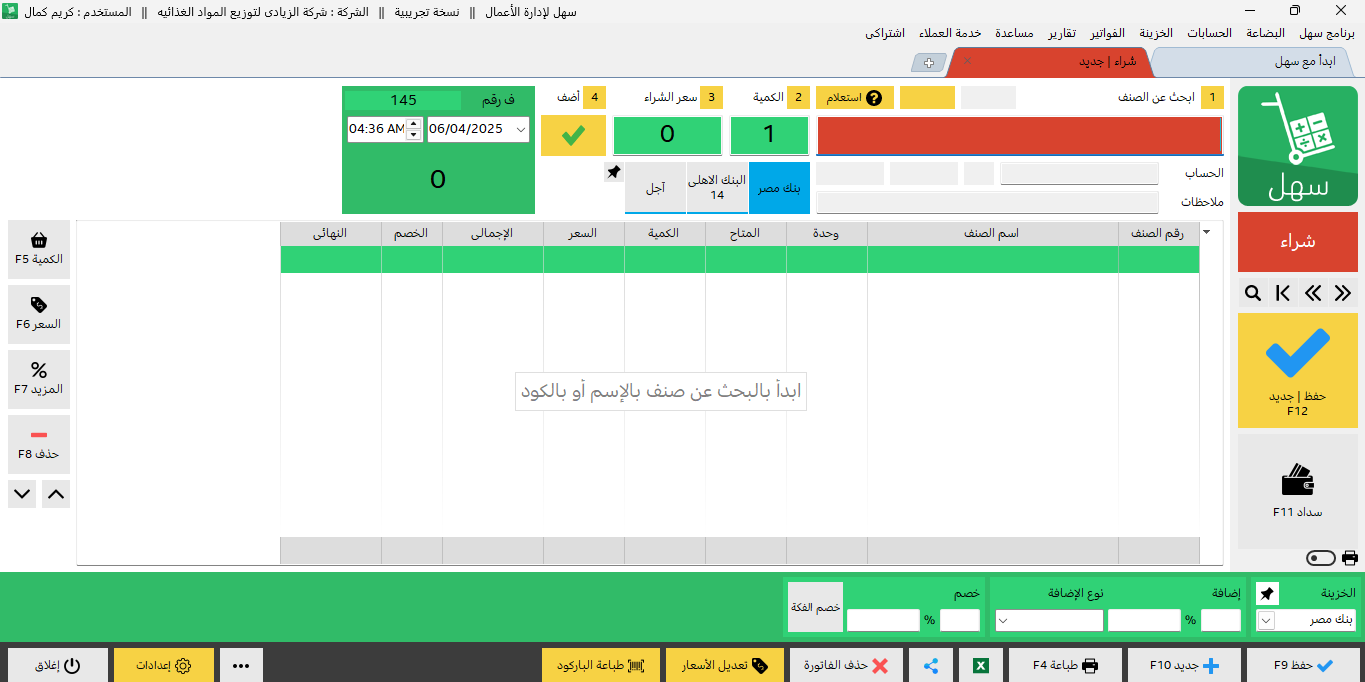 سهل لإدارة الأعمال || نسخة تجريبية || الشركة : شركة الزيادى لتوزيع المواد الغذائيه || المستخدم : كريم كمال
برنامج سهل البضاعة الحسابات الخزينة الفواتير تقارير مساعدة خدمة العملاء اشتراكى
ابدأ مع سهل
شراء | جديد
سهل
شراء
حفظ | جديد
F12
سداد F11
1 ابحث عن الصنف
استعلام
2 الكمية
1
3 سعر الشراء
0
4 أضف
ف رقم 145
06/04/2025 04:36 AM
0
الحساب
ملاحظات
بنك مصر
البنك الاهلى 14
آجل
رقم الصنف اسم الصنف وحدة المتاح الكمية السعر الإجمالى الخصم النهائى
ابدأ بالبحث عن صنف بالإسم أو بالكود
الكمية F5
السعر F6
المزيد F7
حذف F8
الخزينة
بنك مصر
إضافة
%
نوع الإضافة
خصم
%
خصم الفكة
حفظ F9
جديد F10
طباعة F4
حذف الفاتورة
تعديل الأسعار
طباعة الباركود
إعدادات
إغلاق